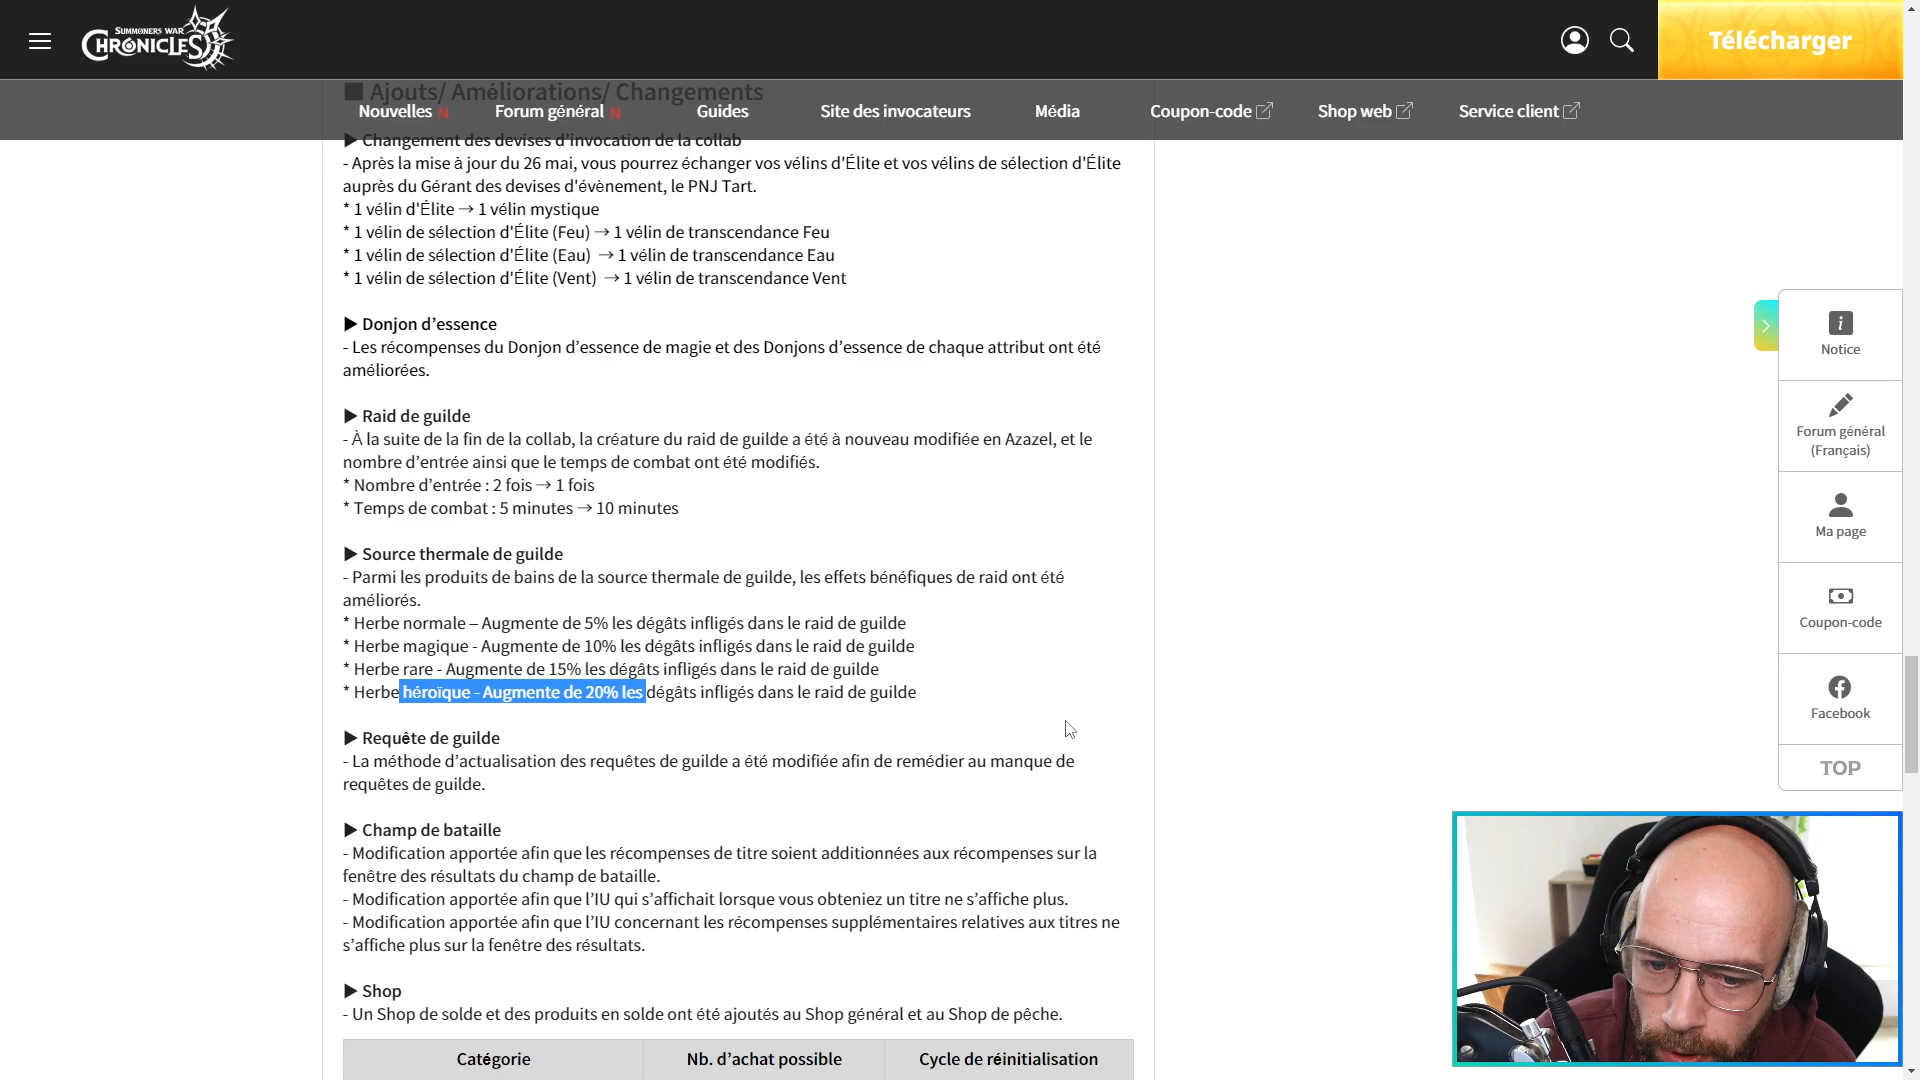 SUMMONERS WAR
CHRONICLES
Télécharger
■ Ajouts/ Améliorations/ Changements
Nouvelles N
Forum général N
Guides
Site des invocateurs
Média
Coupon-code
Shop web
Service client
▶ Changement des devises d'invocation de la collab
- Après la mise à jour du 26 mai, vous pourrez échanger vos vélins d'Élite et vos vélins de sélection d'Élite
auprès du Gérant des devises d'évènement, le PNJ Tart.
* 1 vélin d'Élite → 1 vélin mystique
* 1 vélin de sélection d'Élite (Feu) → 1 vélin de transcendance Feu
* 1 vélin de sélection d'Élite (Eau) → 1 vélin de transcendance Eau
* 1 vélin de sélection d'Élite (Vent) → 1 vélin de transcendance Vent
▶ Donjon d’essence
- Les récompenses du Donjon d’essence de magie et des Donjons d’essence de chaque attribut ont été
améliorées.
▶ Raid de guilde
- À la suite de la fin de la collab, la créature du raid de guilde a été à nouveau modifiée en Azazel, et le
nombre d’entrée ainsi que le temps de combat ont été modifiés.
* Nombre d’entrée : 2 fois → 1 fois
* Temps de combat : 5 minutes → 10 minutes
▶ Source thermale de guilde
- Parmi les produits de bains de la source thermale de guilde, les effets bénéfiques de raid ont été
améliorés.
* Herbe normale – Augmente de 5% les dégâts infligés dans le raid de guilde
* Herbe magique - Augmente de 10% les dégâts infligés dans le raid de guilde
* Herbe rare - Augmente de 15% les dégâts infligés dans le raid de guilde
* Herbe héroïque - Augmente de 20% les dégâts infligés dans le raid de guilde
▶ Requête de guilde
- La méthode d’actualisation des requêtes de guilde a été modifiée afin de remédier au manque de
requêtes de guilde.
▶ Champ de bataille
- Modification apportée afin que les récompenses de titre soient additionnées aux récompenses sur la
fenêtre des résultats du champ de bataille.
- Modification apportée afin que l’IU qui s’affichait lorsque vous obteniez un titre ne s’affiche plus.
- Modification apportée afin que l’IU concernant les récompenses supplémentaires relatives aux titres ne
s’affiche plus sur la fenêtre des résultats.
▶ Shop
- Un Shop de solde et des produits en solde ont été ajoutés au Shop général et au Shop de pêche.
Catégorie
Nb. d’achat possible
Cycle de réinitialisation
Notice
Forum général
(Français)
Ma page
Coupon-code
Facebook
TOP